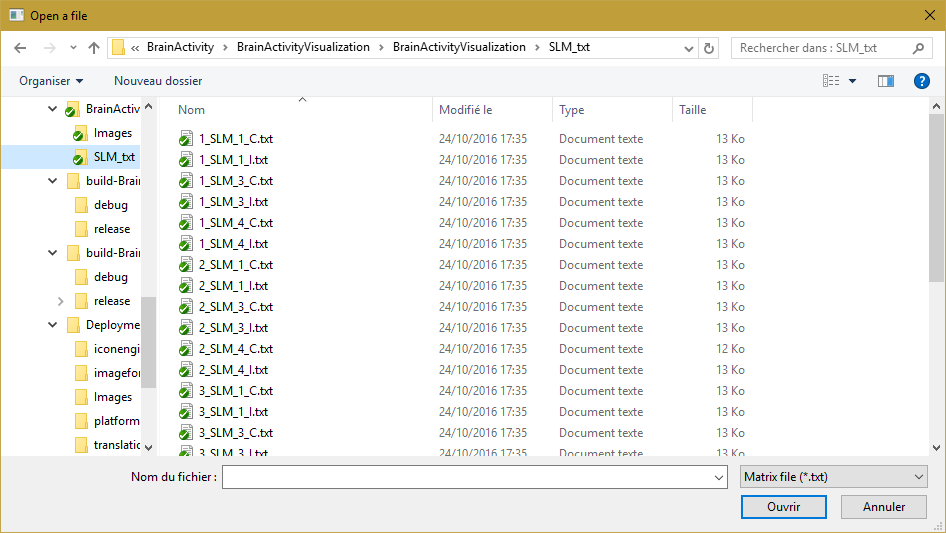 Open a file
« BrainActivity > BrainActivityVisualization > BrainActivityVisualization > SLM_txt
Rechercher dans : SLM_txt
Organiser Nouveau dossier
BrainActiv
Images
SLM_txt
build-Brain
debug
release
build-Brain
debug
release
Deployme
iconengi
imagefor
Images
platform
translatio
Nom Modifié le Type Taille
1_SLM_1_C.txt 24/10/2016 17:35 Document texte 13 Ko
1_SLM_1_I.txt 24/10/2016 17:35 Document texte 13 Ko
1_SLM_3_C.txt 24/10/2016 17:35 Document texte 13 Ko
1_SLM_3_I.txt 24/10/2016 17:35 Document texte 13 Ko
1_SLM_4_C.txt 24/10/2016 17:35 Document texte 13 Ko
1_SLM_4_I.txt 24/10/2016 17:35 Document texte 13 Ko
2_SLM_1_C.txt 24/10/2016 17:35 Document texte 13 Ko
2_SLM_1_I.txt 24/10/2016 17:35 Document texte 13 Ko
2_SLM_3_C.txt 24/10/2016 17:35 Document texte 13 Ko
2_SLM_3_I.txt 24/10/2016 17:35 Document texte 13 Ko
2_SLM_4_C.txt 24/10/2016 17:35 Document texte 12 Ko
2_SLM_4_I.txt 24/10/2016 17:35 Document texte 13 Ko
3_SLM_1_C.txt 24/10/2016 17:35 Document texte 13 Ko
3_SLM_1_I.txt 24/10/2016 17:35 Document texte 13 Ko
3_SLM_3_C.txt 24/10/2016 17:35 Document texte 13 Ko
3_SLM_3_I.txt 24/10/2016 17:35 Document texte 13 Ko
Nom du fichier :
Matrix file (*.txt)
Ouvrir Annuler